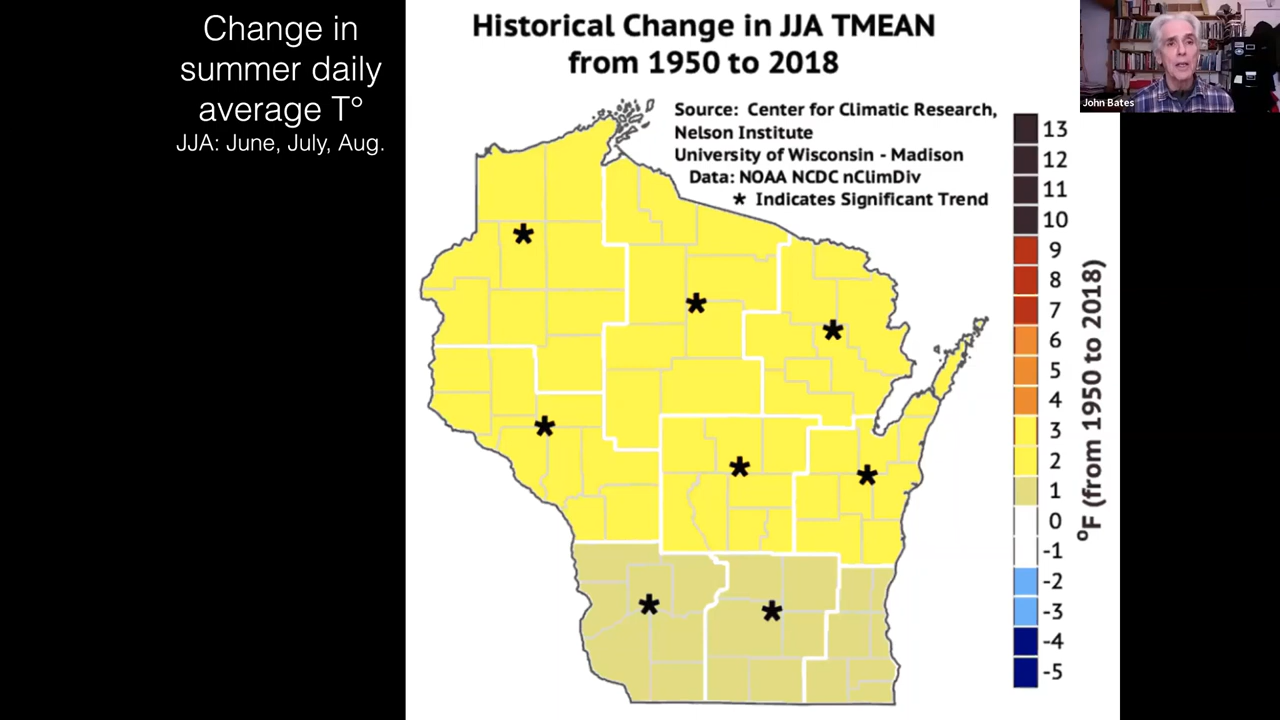 Change in
summer daily
average T°
JJA: June, July, Aug.
Historical Change in JJA TMEAN
from 1950 to 2018
Source: Center for Climatic Research,
Nelson Institute
University of Wisconsin - Madison
Data: NOAA NCDC nClimDiv
* Indicates Significant Trend
John Bates
13
12
11
10
9
8
7
6
5
4
3
2
1
0
-1
-2
-3
-4
-5
°F (from 1950 to 2018)